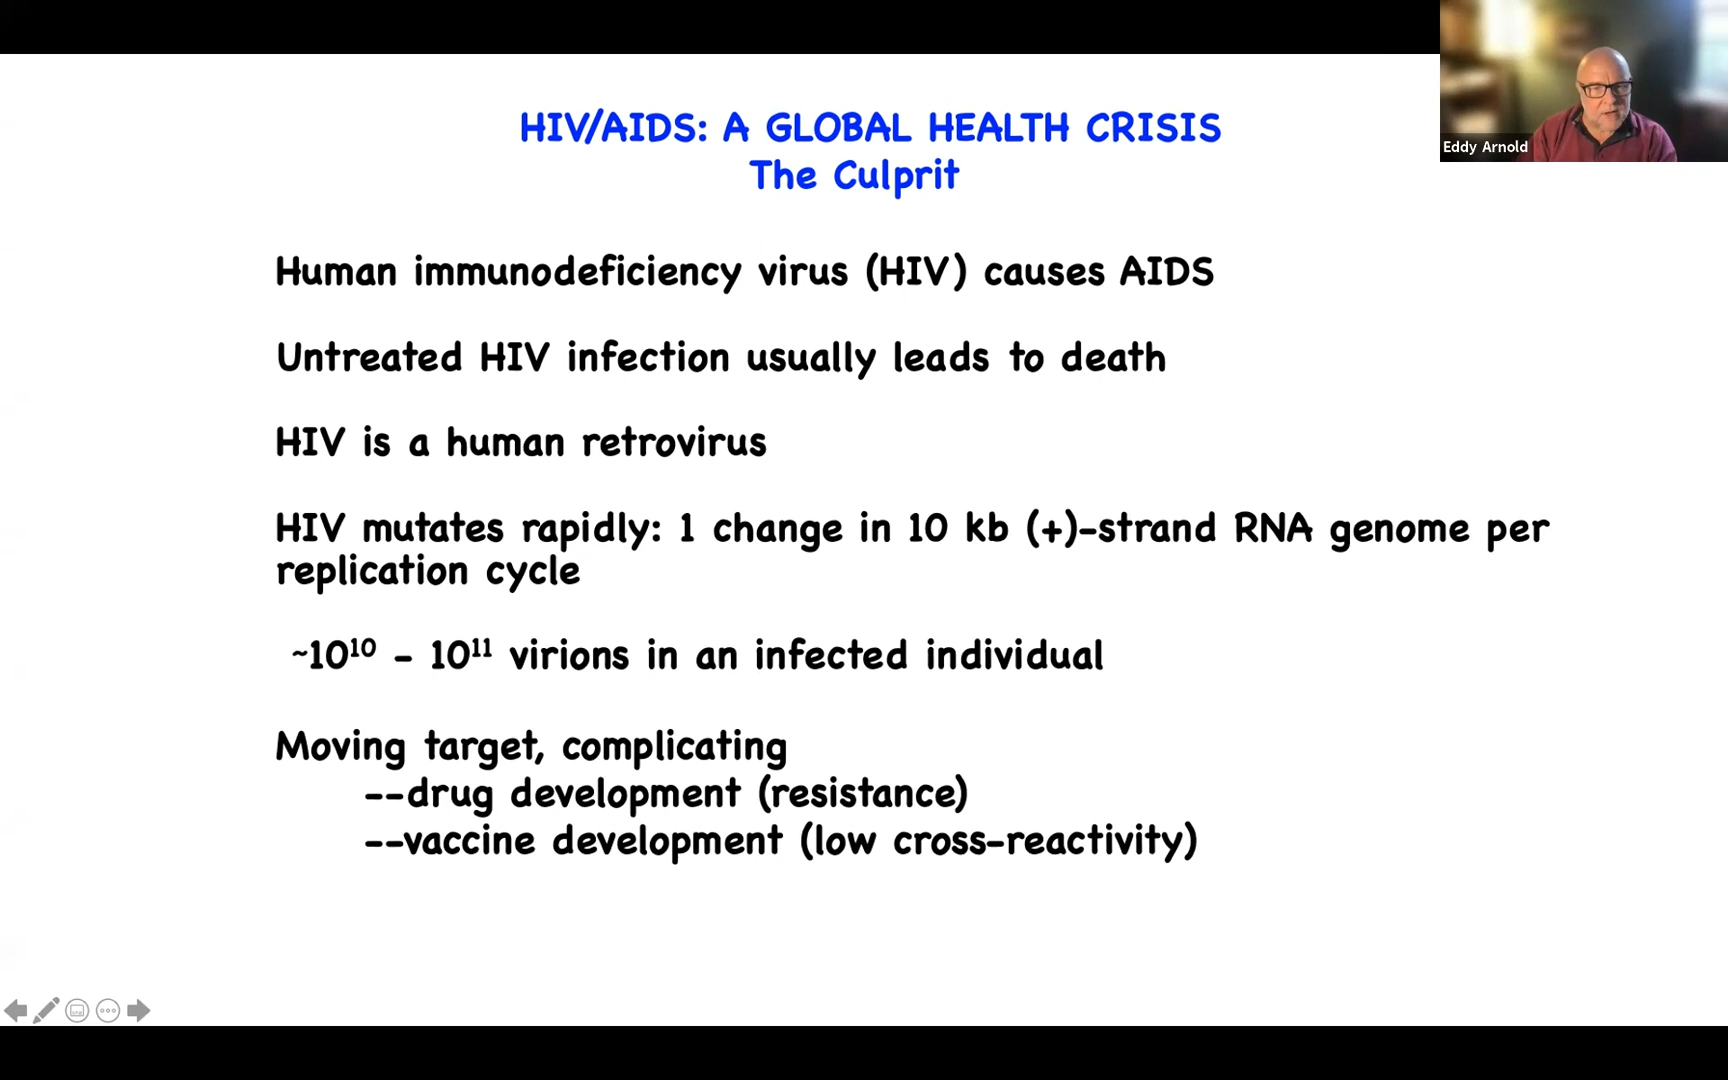 HIV/AIDS: A GLOBAL HEALTH CRISIS
The Culprit
Eddy Arnold
Human immunodeficiency virus (HIV) causes AIDS
Untreated HIV infection usually leads to death
HIV is a human retrovirus
HIV mutates rapidly: 1 change in 10 kb (+)-strand RNA genome per
replication cycle
~10¹⁰ - 10¹¹ virions in an infected individual
Moving target, complicating
--drug development (resistance)
--vaccine development (low cross-reactivity)